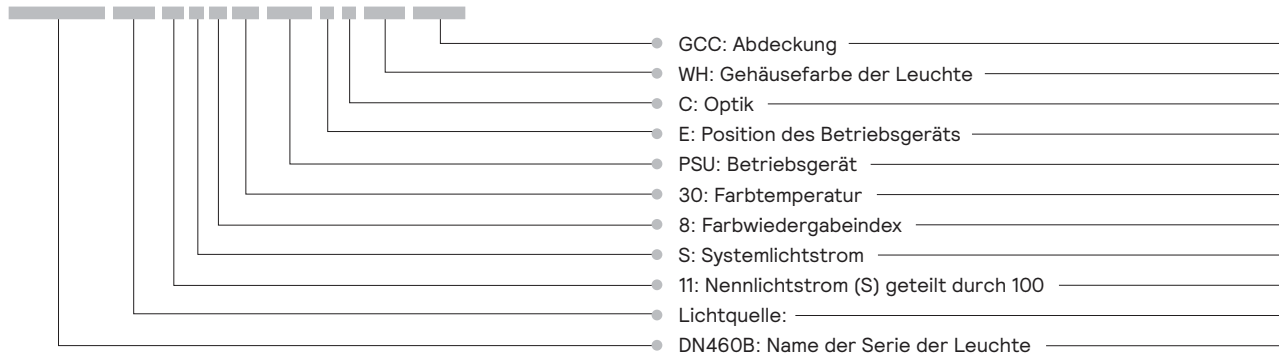 GCC: Abdeckung
WH: Gehäusefarbe der Leuchte
C: Optik
E: Position des Betriebsgeräts
PSU: Betriebsgerät
30: Farbtemperatur
8: Farbwiedergabeindex
S: Systemlichtstrom
11: Nennlichtstrom (S) geteilt durch 100
Lichtquelle:
DN460B: Name der Serie der Leuchte